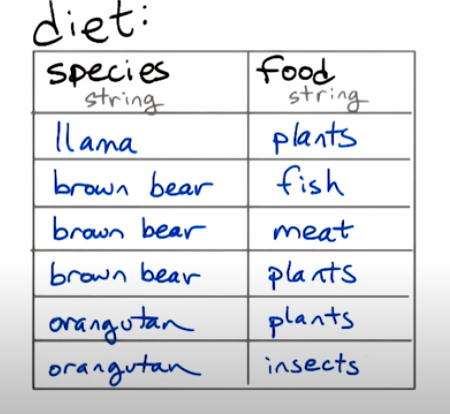 diet:
species food
string string
llama plants
brown bear fish
brown bear meat
brown bear plants
orangutan plants
orangutan insects